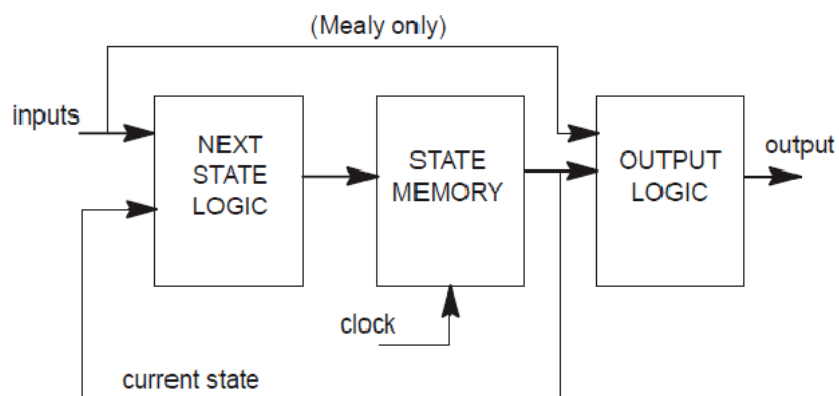 (Mealy only)
inputs
NEXT
STATE
LOGIC
STATE
MEMORY
OUTPUT
LOGIC
output
clock
current state